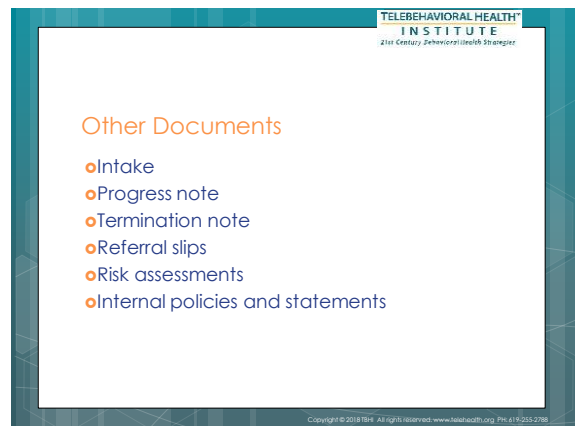 TELEBEHAVIORAL HEALTH™
INSTITUTE
21st Century Behavioral Health Strategies
Other Documents
Intake
Progress note
Termination note
Referral slips
Risk assessments
Internal policies and statements
Copyright © 2018 TBHI All rights reserved. www.telehealth.org PH: 619-255-2788